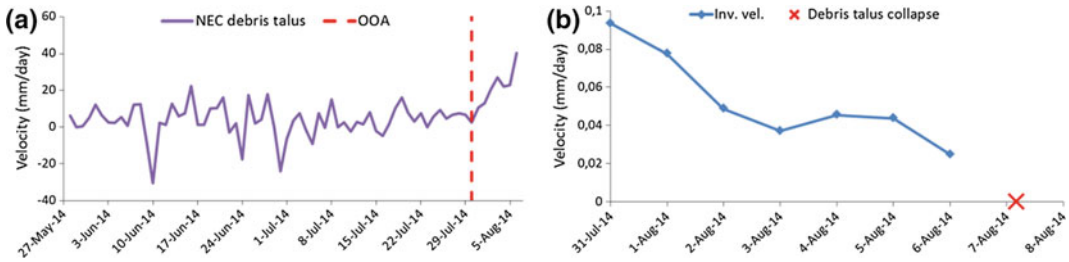 (a)
NEC debris talus
OOA
Velocity (mm/day)
60
40
20
0
-20
-40
27-May-14
3-Jun-14
10-Jun-14
17-Jun-14
24-Jun-14
1-Jul-14
8-Jul-14
15-Jul-14
22-Jul-14
29-Jul-14
5-Aug-14
(b)
Inv. vel.
Debris talus collapse
Velocity (mm/day)
0,1
0,08
0,06
0,04
0,02
0
31-Jul-14
1-Aug-14
2-Aug-14
3-Aug-14
4-Aug-14
5-Aug-14
6-Aug-14
7-Aug-14
8-Aug-14